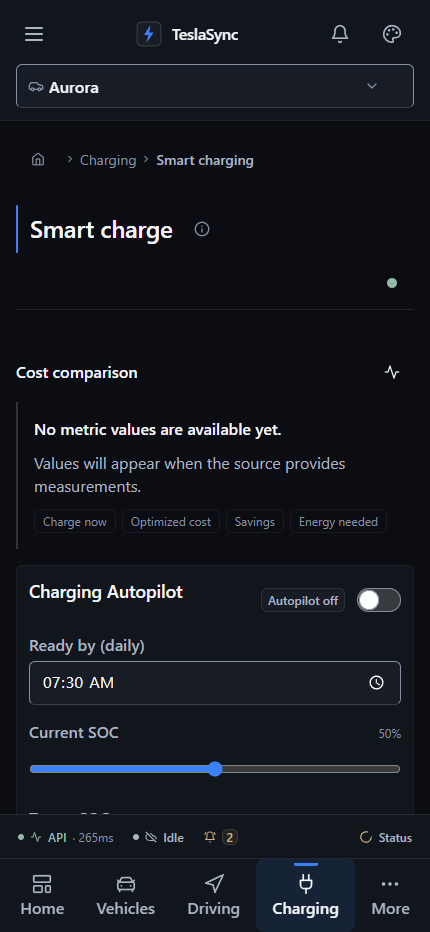 TeslaSync
Aurora
Charging
Smart charging
Smart charge
Cost comparison
No metric values are available yet.
Values will appear when the source provides
measurements.
Charge now
Optimized cost
Savings
Energy needed
Charging Autopilot
Autopilot off
Ready by (daily)
07:30 AM
Current SOC
50%
API · 265ms
Idle
2
Status
Home
Vehicles
Driving
Charging
More